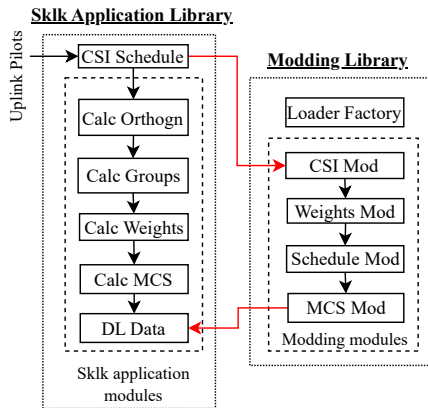 Sklk Application Library
Uplink Pilots
CSI Schedule
Calc Orthogn
Calc Groups
Calc Weights
Calc MCS
DL Data
Sklk application
modules
Modding Library
Loader Factory
CSI Mod
Weights Mod
Schedule Mod
MCS Mod
Modding modules